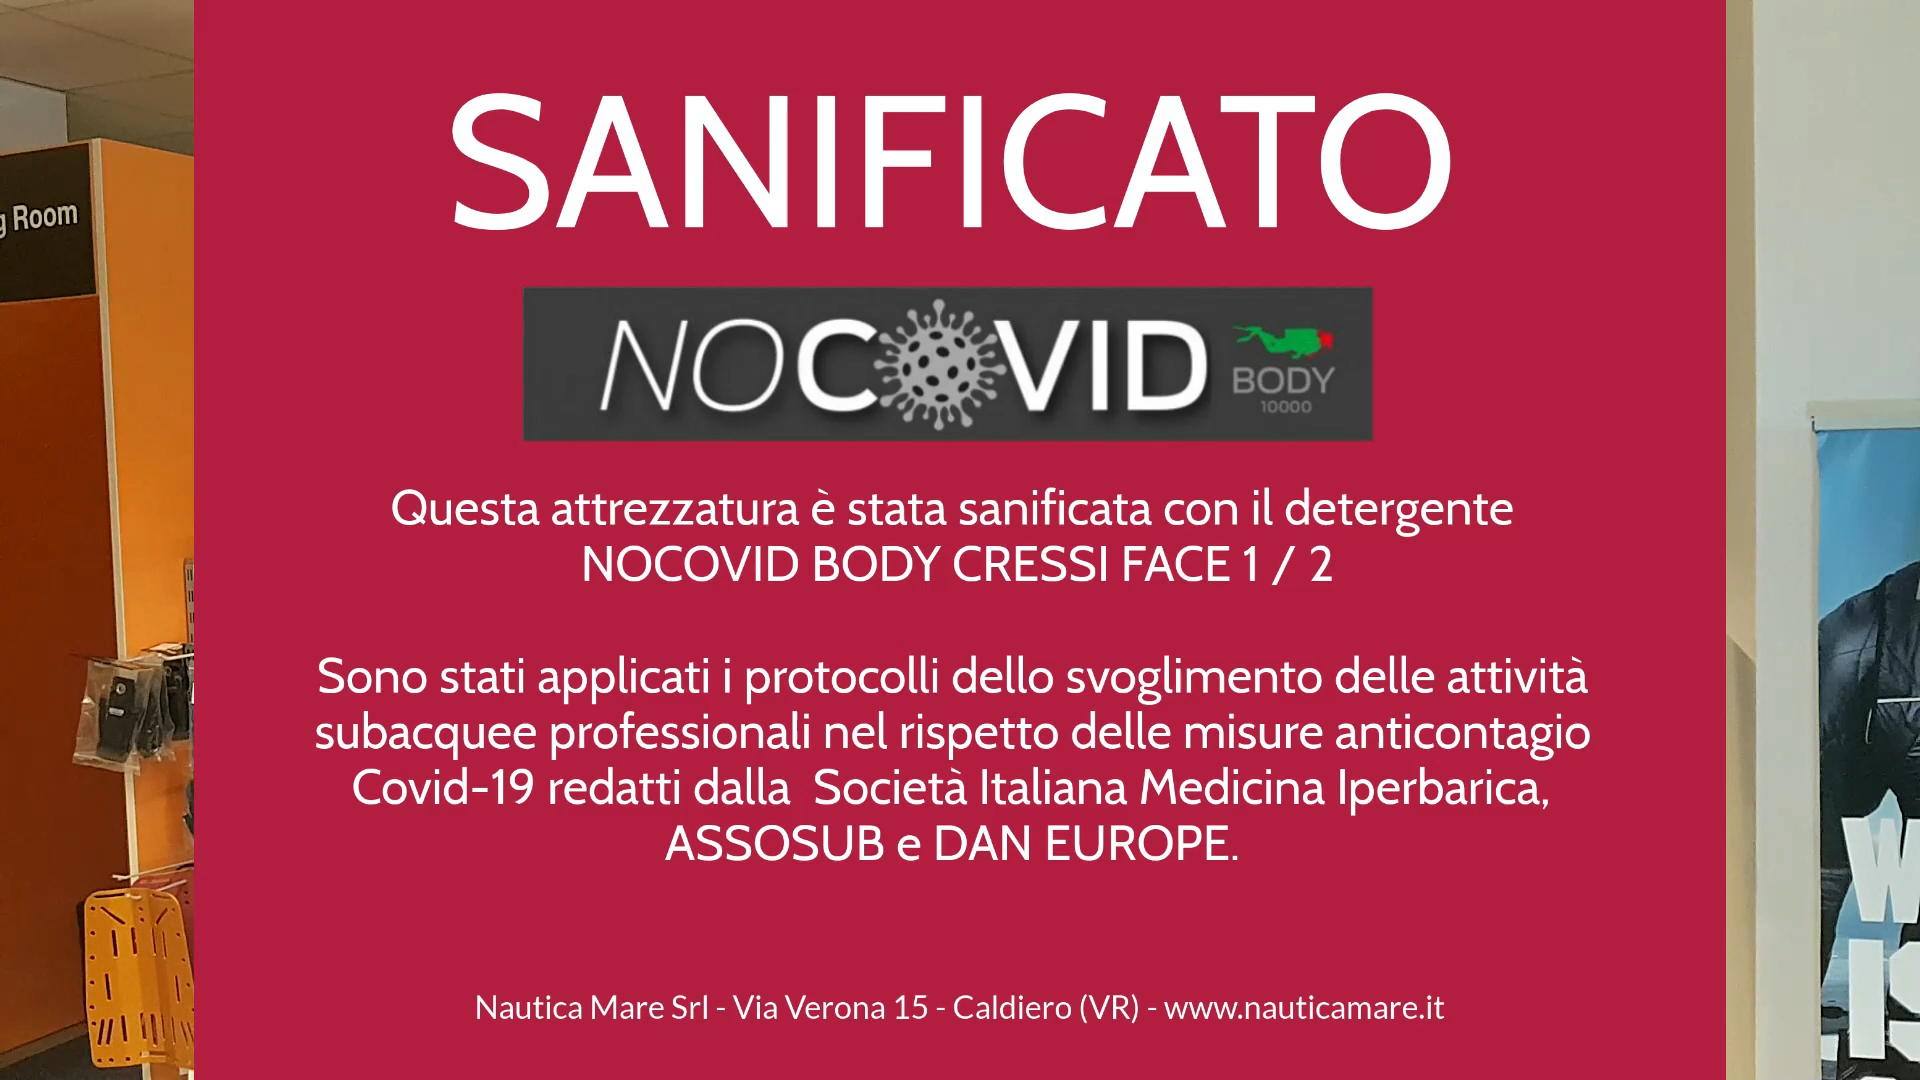 g Room
SANIFICATO
NOCOVID
BODY
10000
Questa attrezzatura è stata sanificata con il detergente
NOCOVID BODY CRESSI FACE 1 / 2
Sono stati applicati i protocolli dello svoglimento delle attività
subacquee professionali nel rispetto delle misure anticontagio
Covid-19 redatti dalla Società Italiana Medicina Iperbarica,
ASSOSUB e DAN EUROPE.
Nautica Mare Srl - Via Verona 15 - Caldiero (VR) - www.nauticamare.it